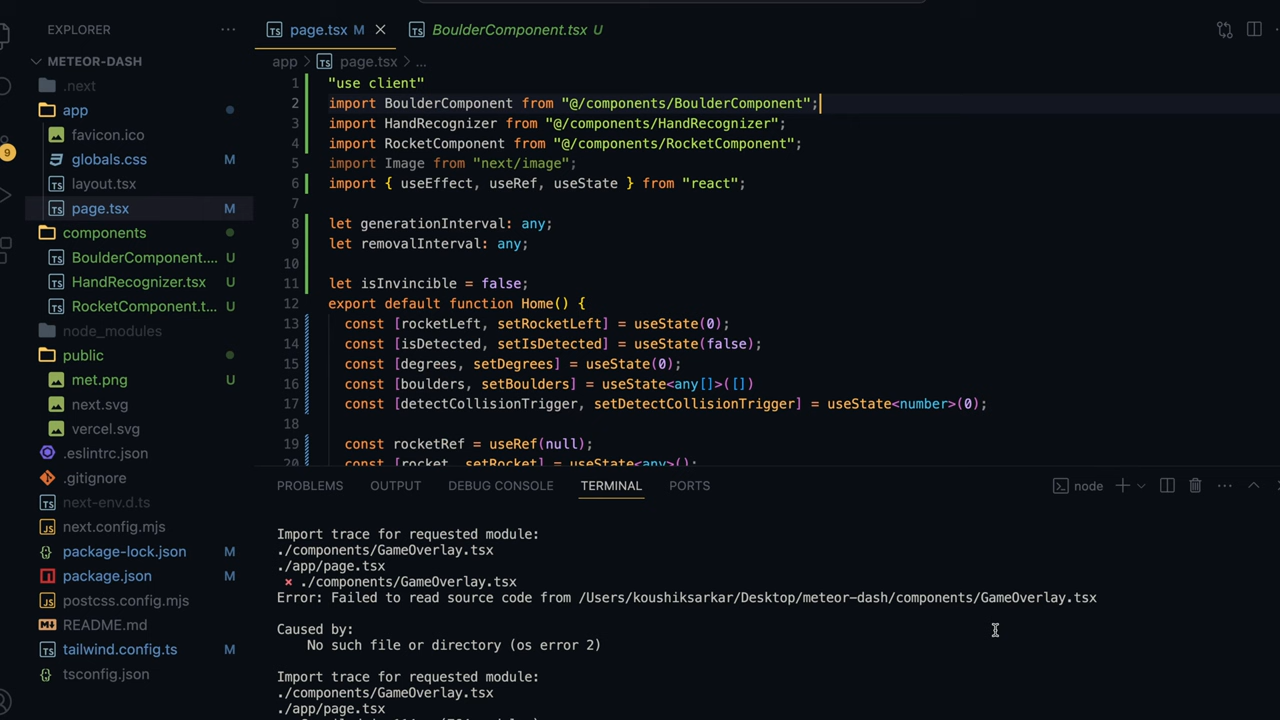 EXPLORER
METEOR-DASH
.next
app
favicon.ico
globals.css M
layout.tsx
page.tsx M
components
BoulderComponent.... U
HandRecognizer.tsx U
RocketComponent.t... U
node_modules
public
met.png U
next.svg
vercel.svg
.eslintrc.json
.gitignore
next-env.d.ts
next.config.mjs
package-lock.json M
package.json M
postcss.config.mjs
README.md
tailwind.config.ts M
tsconfig.json
9
page.tsx M
BoulderComponent.tsx U
app > page.tsx > ...
1 "use client"
2 import BoulderComponent from "@/components/BoulderComponent";
3 import HandRecognizer from "@/components/HandRecognizer";
4 import RocketComponent from "@/components/RocketComponent";
5 import Image from "next/image";
6 import { useEffect, useRef, useState } from "react";
7
8 let generationInterval: any;
9 let removalInterval: any;
10
11 let isInvincible = false;
12 export default function Home() {
13 const [rocketLeft, setRocketLeft] = useState(0);
14 const [isDetected, setIsDetected] = useState(false);
15 const [degrees, setDegrees] = useState(0);
16 const [boulders, setBoulders] = useState<any[]>([])
17 const [detectCollisionTrigger, setDetectCollisionTrigger] = useState<number>(0);
18
19 const rocketRef = useRef(null);
20 const [rocket, setRocket] = useState<any>();
PROBLEMS OUTPUT DEBUG CONSOLE TERMINAL PORTS
node
Import trace for requested module:
./components/GameOverlay.tsx
./app/page.tsx
× ./components/GameOverlay.tsx
Error: Failed to read source code from /Users/koushiksarkar/Desktop/meteor-dash/components/GameOverlay.tsx
Caused by:
No such file or directory (os error 2)
Import trace for requested module:
./components/GameOverlay.tsx
./app/page.tsx